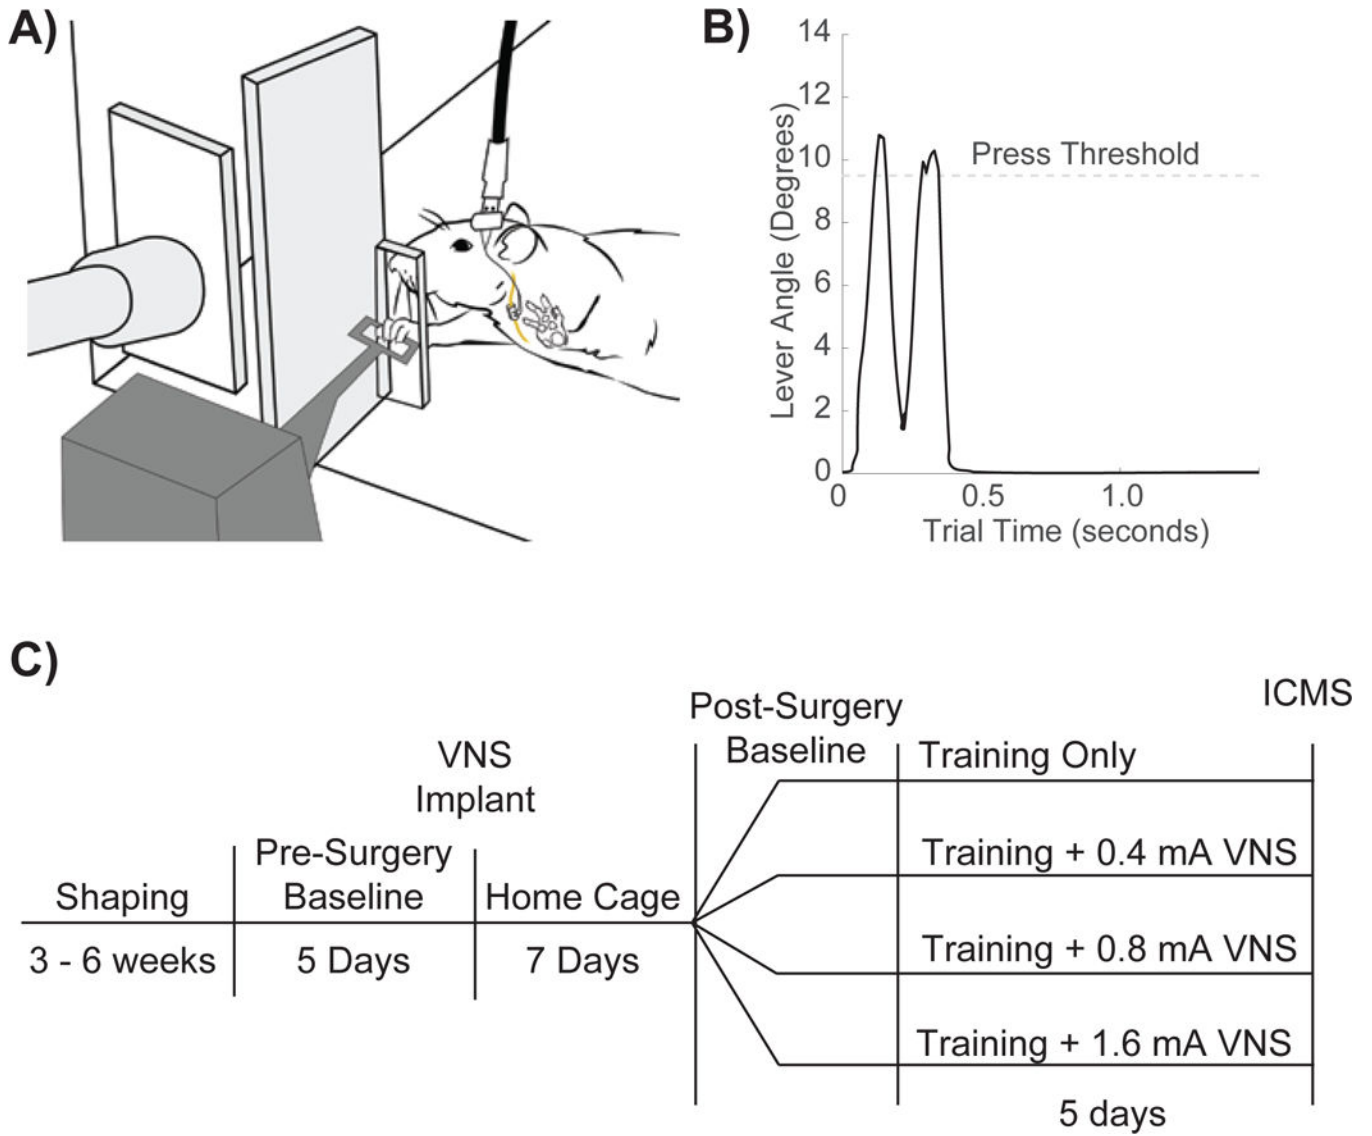 A)
B)
14
12
10
8
6
4
2
0
Lever Angle (Degrees)
Press Threshold
0
0.5
1.0
Trial Time (seconds)
C)
ICMS
Post-Surgery
Baseline
VNS
Implant
Training Only
Pre-Surgery
Baseline
Shaping
Home Cage
Training + 0.4 mA VNS
3 - 6 weeks
5 Days
7 Days
Training + 0.8 mA VNS
Training + 1.6 mA VNS
5 days